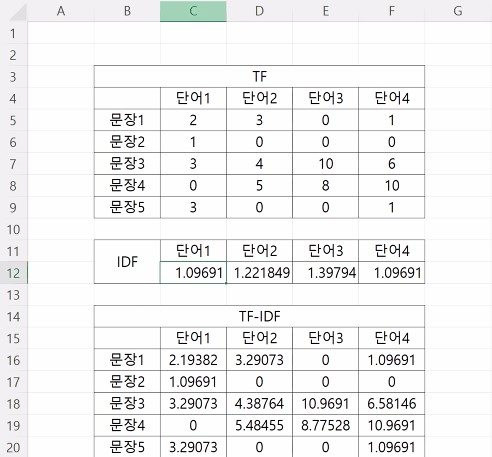 A B C D E F G
1
2
3 TF
4 단어1 단어2 단어3 단어4
5 문장1 2 3 0 1
6 문장2 1 0 0 0
7 문장3 3 4 10 6
8 문장4 0 5 8 10
9 문장5 3 0 0 1
10
11 IDF 단어1 단어2 단어3 단어4
12 1.09691 1.221849 1.39794 1.09691
13
14 TF-IDF
15 단어1 단어2 단어3 단어4
16 문장1 2.19382 3.29073 0 1.09691
17 문장2 1.09691 0 0 0
18 문장3 3.29073 4.38764 10.9691 6.58146
19 문장4 0 5.48455 8.77528 10.9691
20 문장5 3.29073 0 0 1.09691